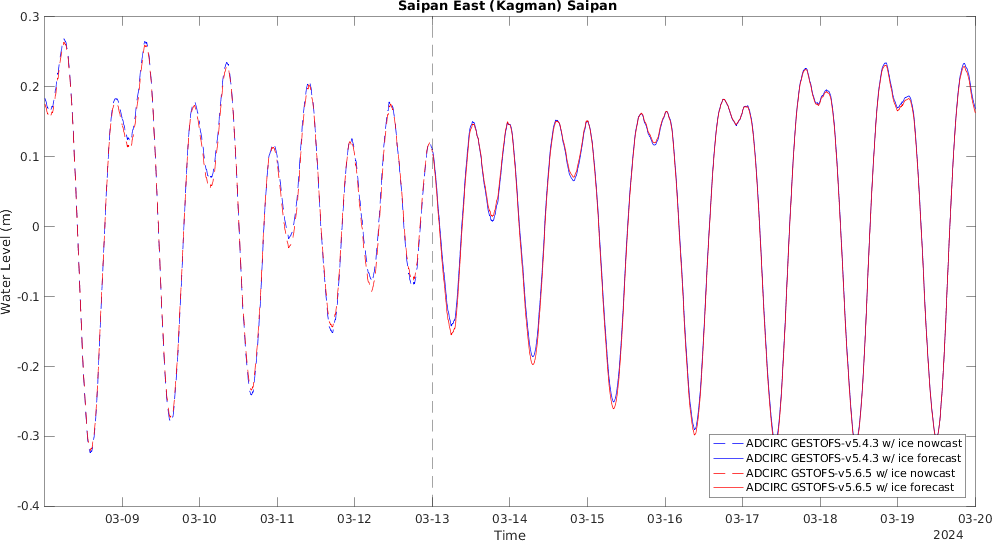 Saipan East (Kagman) Saipan
0.3
0.2
0.1
0
-0.1
-0.2
-0.3
-0.4
Water Level (m)
ADCIRC GESTOFS-v5.4.3 w/ ice nowcast
ADCIRC GESTOFS-v5.4.3 w/ ice forecast
ADCIRC GSTOFS-v5.6.5 w/ ice nowcast
ADCIRC GSTOFS-v5.6.5 w/ ice forecast
03-09 03-10 03-11 03-12 03-13 03-14 03-15 03-16 03-17 03-18 03-19 03-20
Time
2024